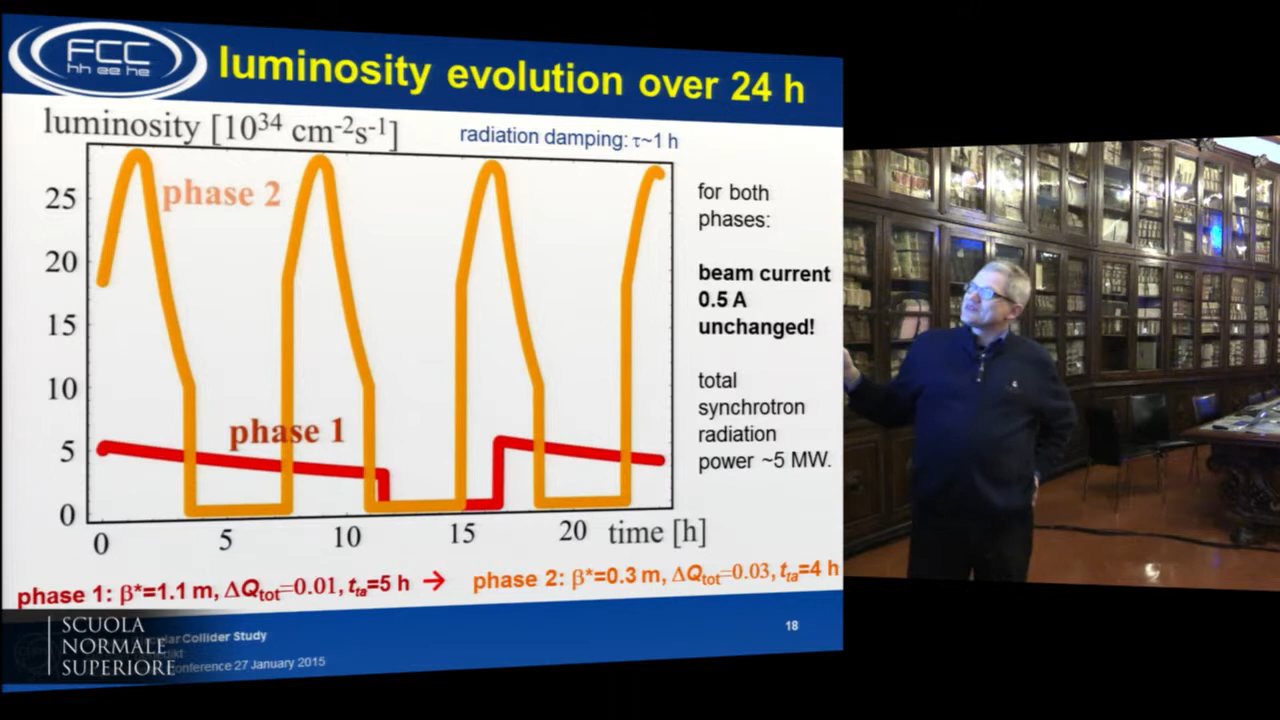 FCC
hh ee he
luminosity evolution over 24 h
luminosity [10³⁴ cm⁻²s⁻¹]
radiation damping: τ~1 h
25
20
15
10
5
0
phase 2
phase 1
0
5
10
15
20
time [h]
for both
phases:
beam current
0.5 A
unchanged!
total
synchrotron
radiation
power ~5 MW.
phase 1: β*=1.1 m, ΔQtot=0.01, tta=5 h →
phase 2: β*=0.3 m, ΔQtot=0.03, tta=4 h
Collider Study
27 January 2015
18
SCUOLA
NORMALE
SUPERIORE